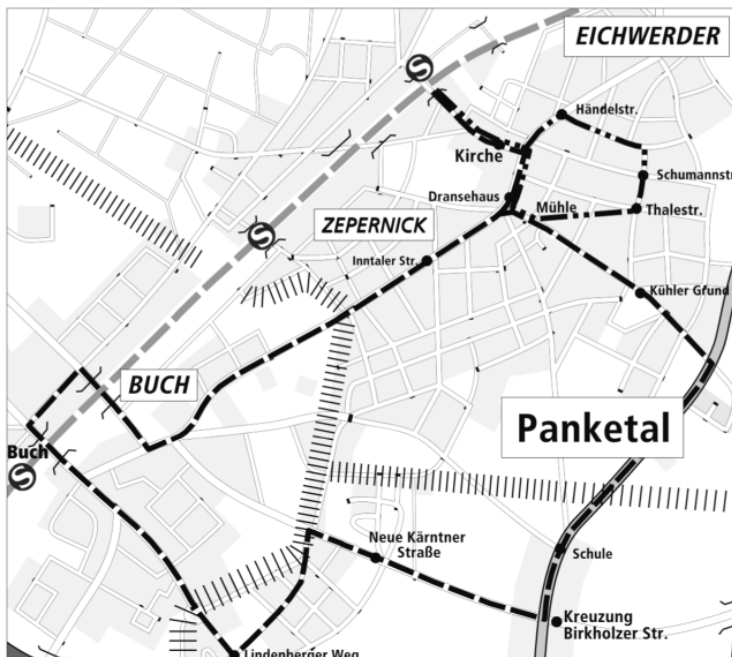 EICHWERDER
S
Händelstr.
Kirche
Schumannstr
Dransehaus
Mühle
Thalestr.
ZEPERNICK
S
Inntaler Str.
Kühler Grund
BUCH
Panketal
Buch
S
Neue Kärntner
Straße
Schule
Kreuzung
Birkholzer Str.
Lindenberger Weg